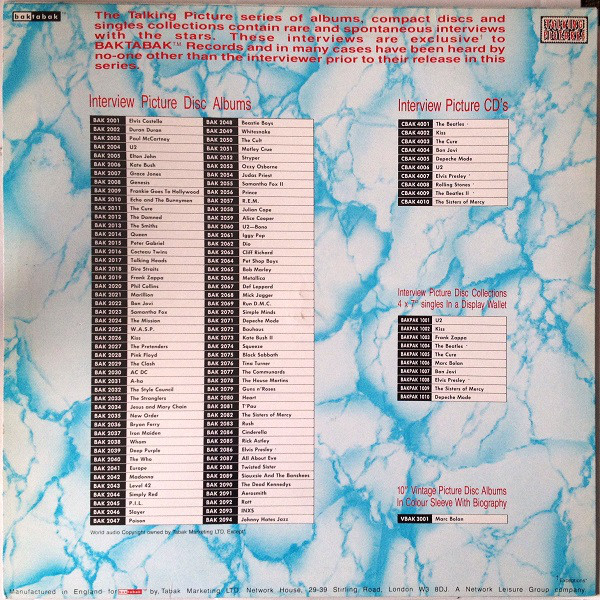 baktabak
The Talking Picture series of albums, compact discs and
singles collections contain rare and spontaneous interviews
with the stars. These interviews are exclusive* to
BAKTABAK™ Records and in many cases have been heard by
no-one other than the interviewer prior to their release in this
series.
TALKING
PICTURES
Interview Picture Disc Albums
BAK 2001 Elvis Costello
BAK 2002 Duran Duran
BAK 2003 Paul McCartney
BAK 2004 U2
BAK 2005 Elton John
BAK 2006 Kate Bush
BAK 2007 Grace Jones
BAK 2008 Genesis
BAK 2009 Frankie Goes To Hollywood
BAK 2010 Echo and The Bunnymen
BAK 2011 The Cure
BAK 2012 The Damned
BAK 2013 The Smiths
BAK 2014 Queen
BAK 2015 Peter Gabriel
BAK 2016 Cocteau Twins
BAK 2017 Talking Heads
BAK 2018 Dire Straits
BAK 2019 Frank Zappa
BAK 2020 Phil Collins
BAK 2021 Marillion
BAK 2022 Bon Jovi
BAK 2023 Samantha Fox
BAK 2024 The Mission
BAK 2025 W.A.S.P.
BAK 2026 Kiss
BAK 2027 The Pretenders
BAK 2028 Pink Floyd
BAK 2029 The Clash
BAK 2030 AC DC
BAK 2031 A-ha
BAK 2032 The Style Council
BAK 2033 The Stranglers
BAK 2034 Jesus and Mary Chain
BAK 2035 New Order
BAK 2036 Bryan Ferry
BAK 2037 Iron Maiden
BAK 2038 Wham
BAK 2039 Deep Purple
BAK 2040 The Who
BAK 2041 Europe
BAK 2042 Madonna
BAK 2043 Level 42
BAK 2044 Simply Red
BAK 2045 P.I.L.
BAK 2046 Slayer
BAK 2047 Poison
BAK 2048 Beastie Boys
BAK 2049 Whitesnake
BAK 2050 The Cult
BAK 2051 Motley Crue
BAK 2052 Stryper
BAK 2053 Ozzy Osborne
BAK 2054 Judas Priest
BAK 2055 Samantha Fox II
BAK 2056 Prince
BAK 2057 R.E.M.
BAK 2058 Julian Cope
BAK 2059 Alice Cooper
BAK 2060 U2—Bono
BAK 2061 Iggy Pop
BAK 2062 Dio
BAK 2063 Cliff Richard
BAK 2064 Pet Shop Boys
BAK 2065 Bob Marley
BAK 2066 Metallica
BAK 2067 Def Leppard
BAK 2068 Mick Jagger
BAK 2069 Run D.M.C.
BAK 2070 Simple Minds
BAK 2071 Depeche Mode
BAK 2072 Bauhaus
BAK 2073 Kate Bush II
BAK 2074 Squeeze
BAK 2075 Black Sabbath
BAK 2076 Tina Turner
BAK 2077 The Communards
BAK 2078 The House Martins
BAK 2079 Guns n'Roses
BAK 2080 Heart
BAK 2081 T'Pau
BAK 2082 The Sisters of Mercy
BAK 2083 Rush
BAK 2084 Cinderella
BAK 2085 Rick Astley
BAK 2086 Elvis Presley *
BAK 2087 All About Eve
BAK 2088 Twisted Sister
BAK 2089 Siouxsie And The Banshees
BAK 2090 The Dead Kennedys
BAK 2091 Aerosmith
BAK 2092 Ratt
BAK 2093 INXS
BAK 2094 Johnny Hates Jazz
World audio Copyright owned by Tabak Marketing LTD. Except*
Interview Picture CD's
CBAK 4001 The Beatles *
CBAK 4002 Kiss
CBAK 4003 The Cure
CBAK 4004 Bon Jovi
CBAK 4005 Depeche Mode
CBAK 4006 U2
CBAK 4007 Elvis Presley *
CBAK 4008 Rolling Stones *
CBAK 4009 The Beatles II *
CBAK 4010 The Sisters of Mercy
Interview Picture Disc Collections
4 x 7" singles in a Display Wallet
BAKPAK 1001 U2
BAKPAK 1002 Kiss
BAKPAK 1003 Frank Zappa
BAKPAK 1004 The Beatles *
BAKPAK 1005 The Cure
BAKPAK 1006 Marc Bolan
BAKPAK 1007 Bon Jovi
BAKPAK 1008 Elvis Presley *
BAKPAK 1009 The Sisters of Mercy
BAKPAK 1010 Depeche Mode
10" Vintage Picture Disc Albums
In Colour Sleeve With Biography
VBAK 3001 Marc Bolan
*Exceptions*
Manufactured in England for baktabak by, Tabak Marketing LTD. Network House, 29-39 Stirling Road, London W3 8DJ. A Network Leisure Group company